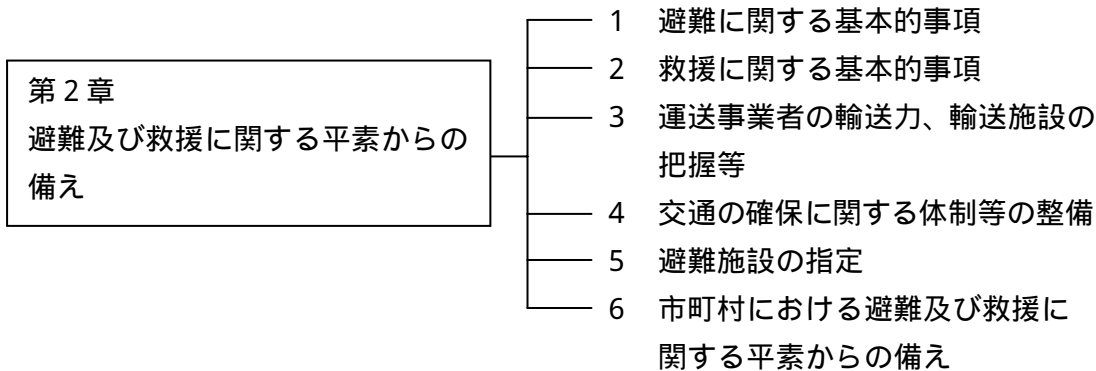 第２章
避難及び救援に関する平素からの
備え
1 避難に関する基本的事項
2 救援に関する基本的事項
3 運送事業者の輸送力、輸送施設の
把握等
4 交通の確保に関する体制等の整備
5 避難施設の指定
6 市町村における避難及び救援に
関する平素からの備え